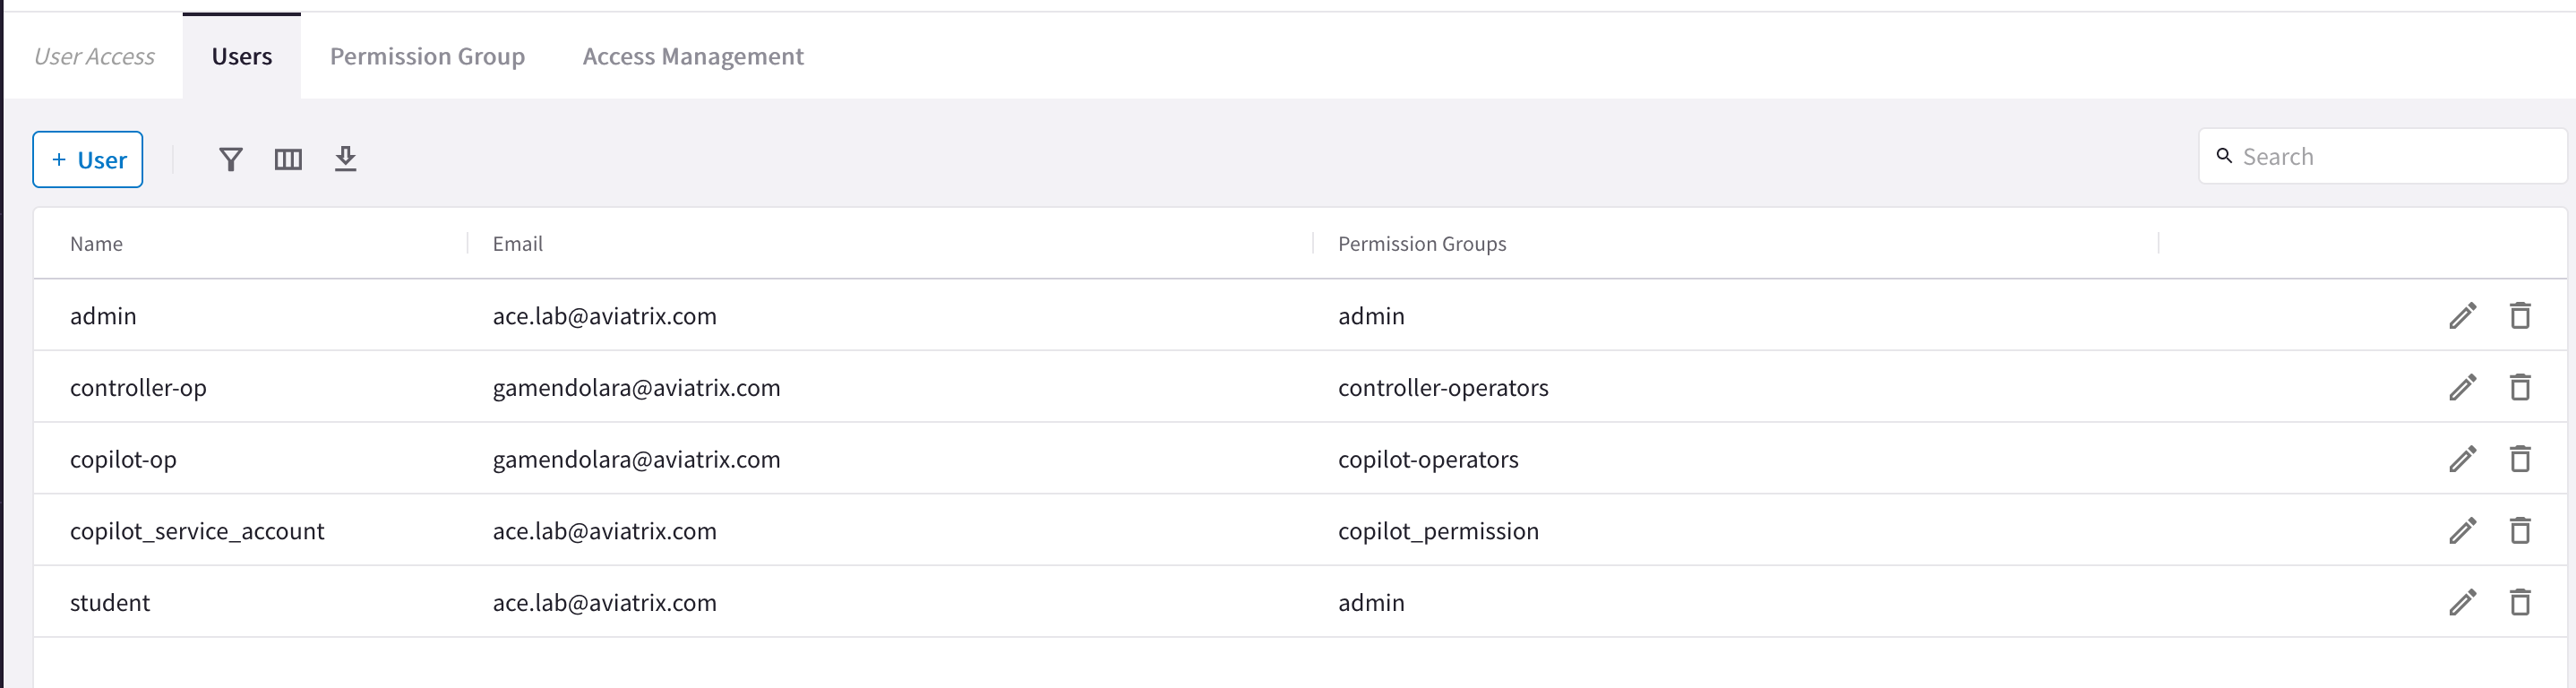 User Access Users Permission Group Access Management
+ User Search
Name Email Permission Groups
admin ace.lab@aviatrix.com admin
controller-op gamendolara@aviatrix.com controller-operators
copilot-op gamendolara@aviatrix.com copilot-operators
copilot_service_account ace.lab@aviatrix.com copilot_permission
student ace.lab@aviatrix.com admin